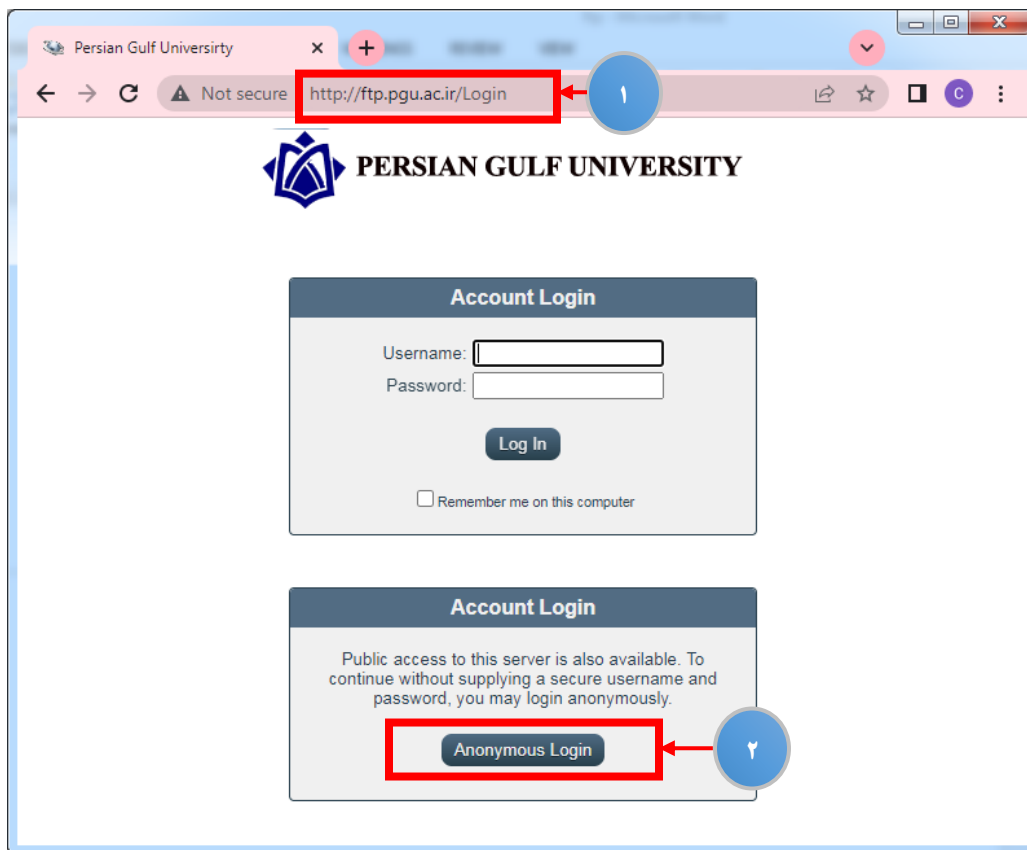 Persian Gulf Universirty
Not secure
http://ftp.pgu.ac.ir/Login
۱
C
PERSIAN GULF UNIVERSITY
Account Login
Username:
Password:
Log In
Remember me on this computer
Account Login
Public access to this server is also available. To
continue without supplying a secure username and
password, you may login anonymously.
Anonymous Login
۲